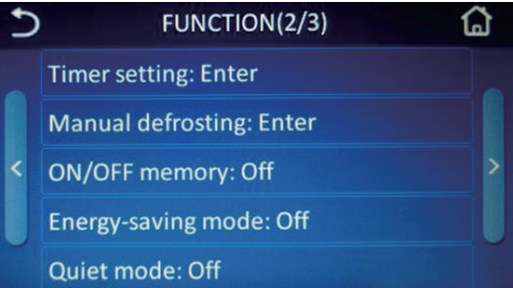 FUNCTION(2/3)
Timer setting: Enter
Manual defrosting: Enter
ON/OFF memory: Off
Energy-saving mode: Off
Quiet mode: Off